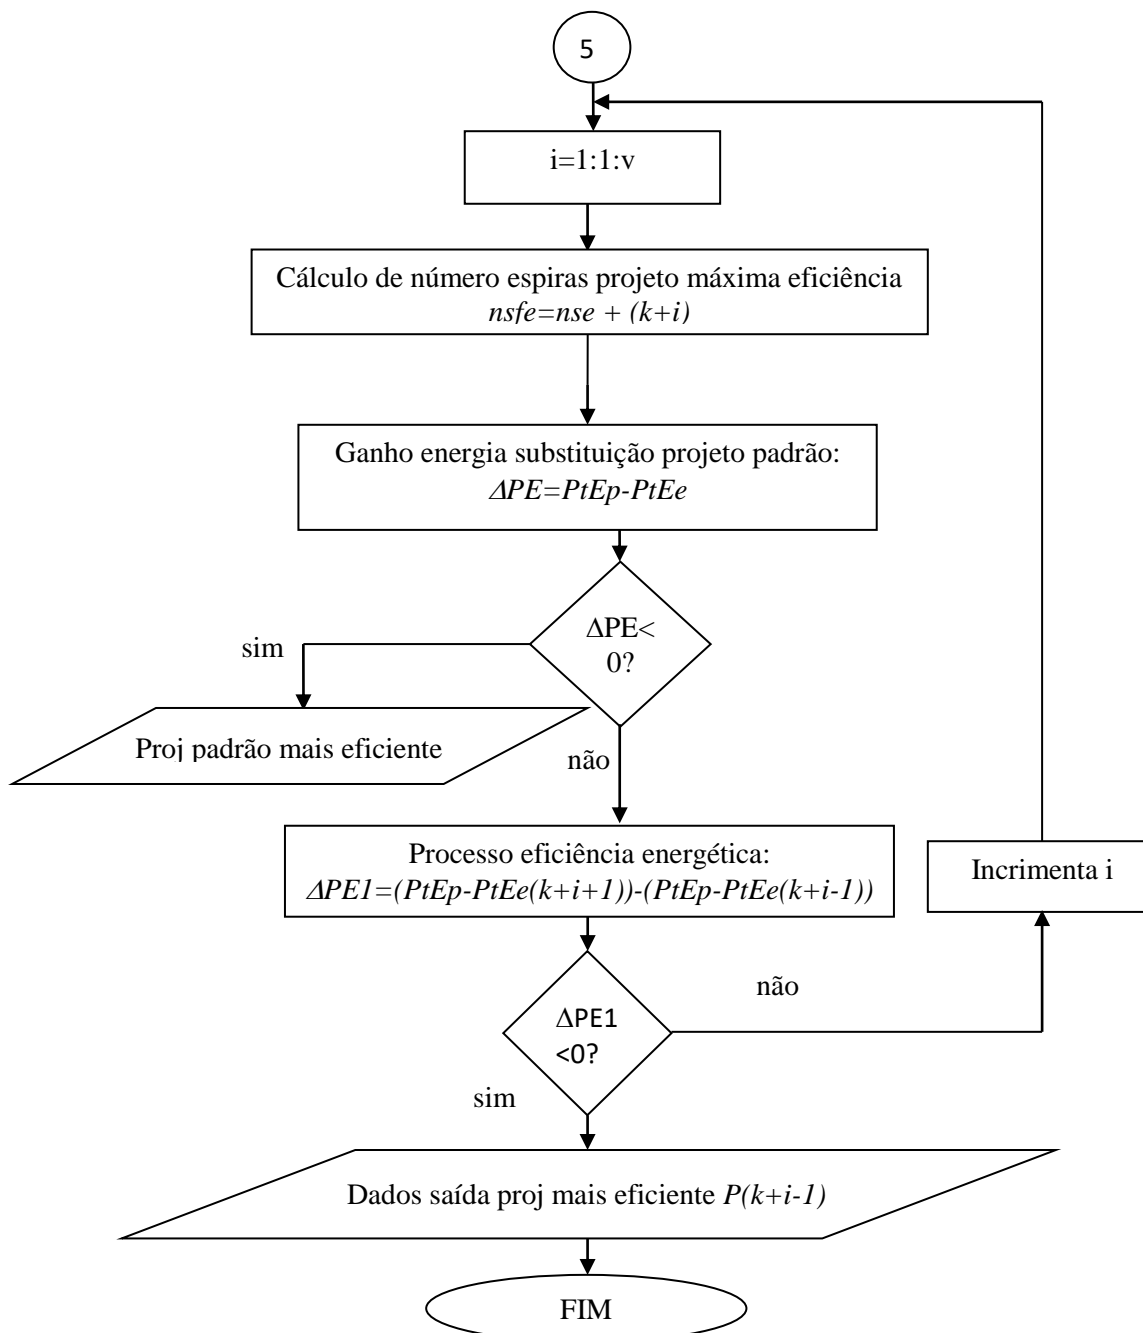 5
i=1:1:v
Cálculo de número espiras projeto máxima eficiência
nsfe=nse + (k+i)
Ganho energia substituição projeto padrão:
ΔPE=PtEp-PtEe
ΔPE<
0?
sim
Proj padrão mais eficiente
não
Processo eficiência energética:
ΔPE1=(PtEp-PtEe(k+i+1))-(PtEp-PtEe(k+i-1))
Incrimenta i
ΔPE1
<0?
não
sim
Dados saída proj mais eficiente P(k+i-1)
FIM